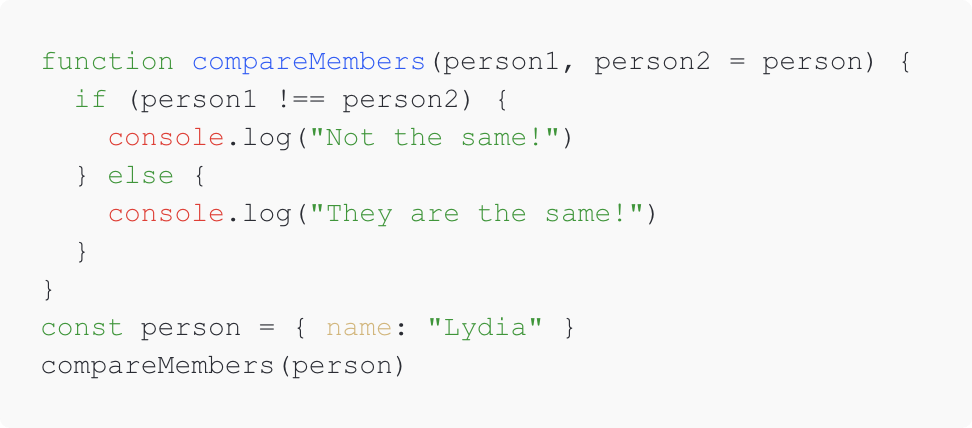 function compareMembers(person1, person2 = person) {
  if (person1 !== person2) {
    console.log("Not the same!")
  } else {
    console.log("They are the same!")
  }
}
const person = { name: "Lydia" }
compareMembers(person)